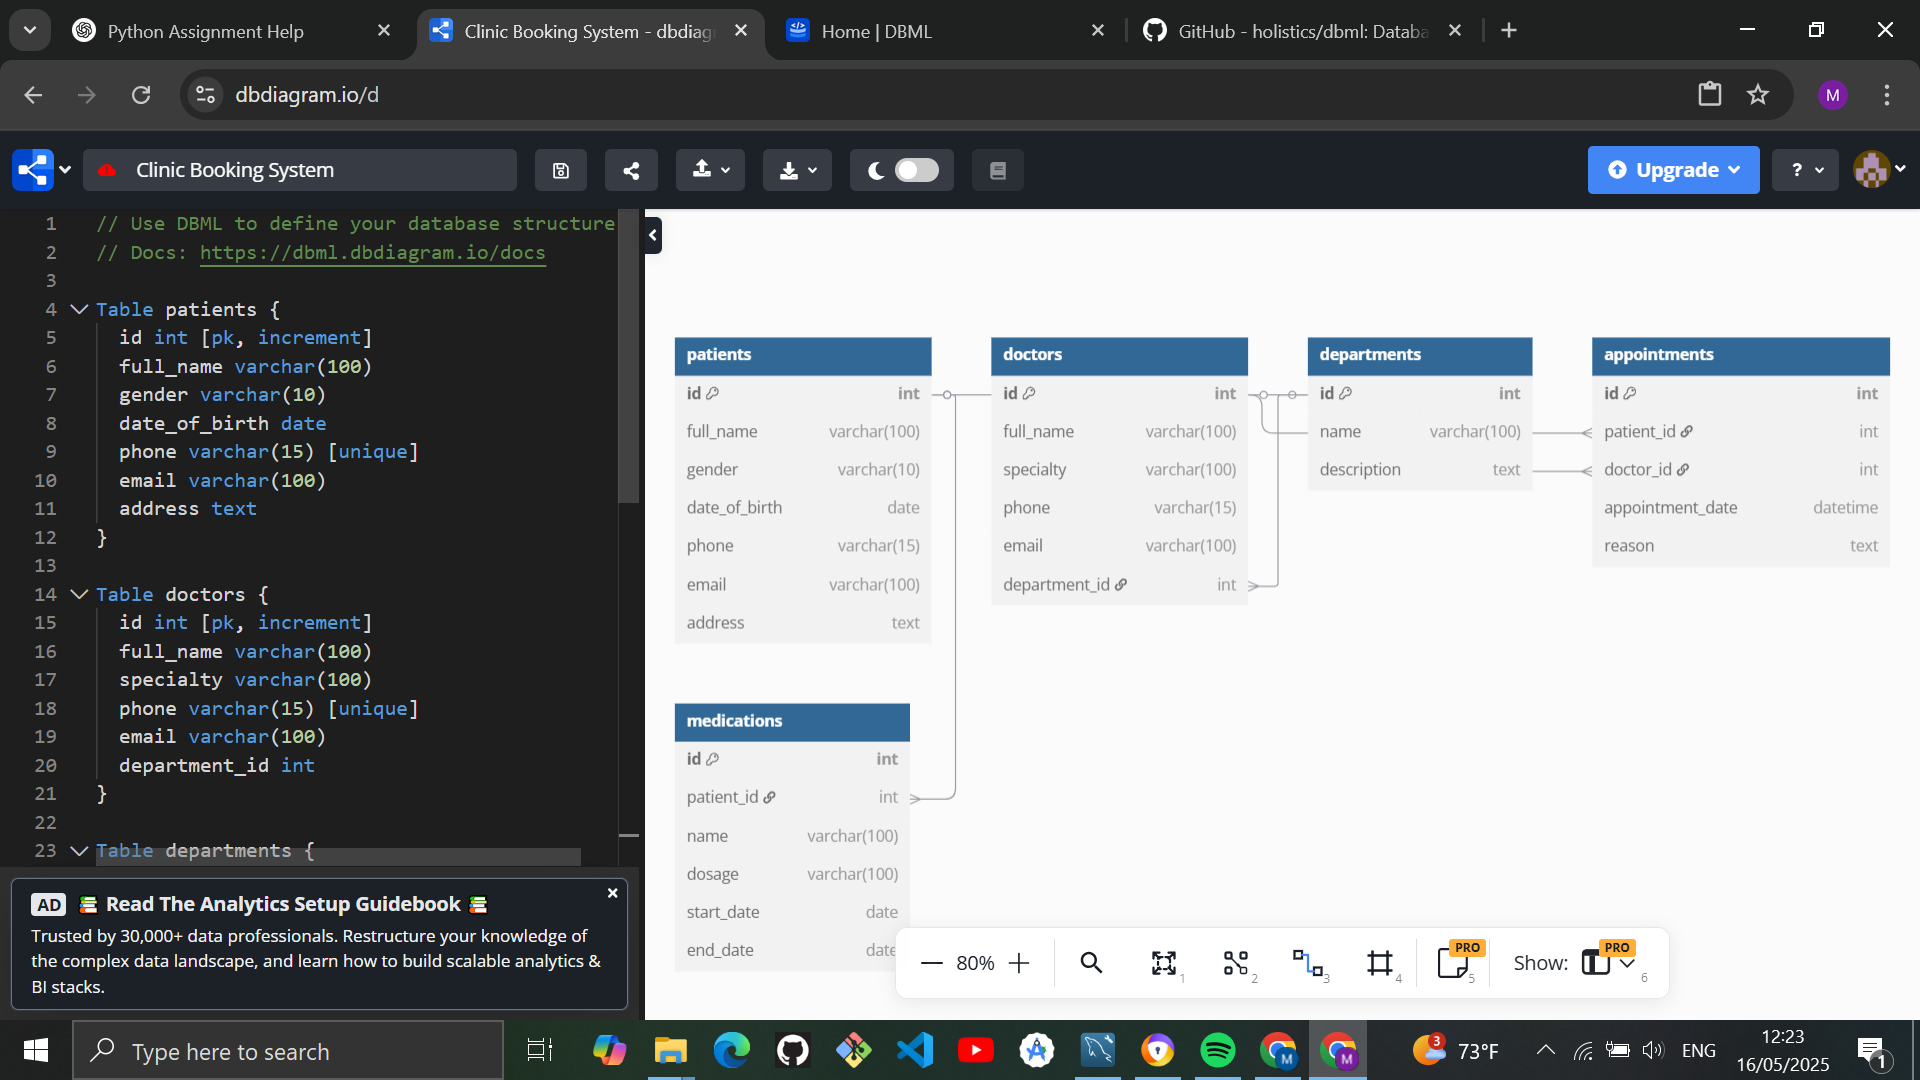 Python Assignment Help
Clinic Booking System - dbdiag
Home | DBML
GitHub - holistics/dbml: Databa
dbdiagram.io/d
M
Clinic Booking System
Upgrade
?
1 // Use DBML to define your database structure
2 // Docs: https://dbml.dbdiagram.io/docs
3
4 Table patients {
5 id int [pk, increment]
6 full_name varchar(100)
7 gender varchar(10)
8 date_of_birth date
9 phone varchar(15) [unique]
10 email varchar(100)
11 address text
12 }
13
14 Table doctors {
15 id int [pk, increment]
16 full_name varchar(100)
17 specialty varchar(100)
18 phone varchar(15) [unique]
19 email varchar(100)
20 department_id int
21 }
22
23 Table departments {
AD Read The Analytics Setup Guidebook
Trusted by 30,000+ data professionals. Restructure your knowledge of
the complex data landscape, and learn how to build scalable analytics &
BI stacks.
patients
id int
full_name varchar(100)
gender varchar(10)
date_of_birth date
phone varchar(15)
email varchar(100)
address text
doctors
id int
full_name varchar(100)
specialty varchar(100)
phone varchar(15)
email varchar(100)
department_id int
departments
id int
name varchar(100)
description text
appointments
id int
patient_id int
doctor_id int
appointment_date datetime
reason text
medications
id int
patient_id int
name varchar(100)
dosage varchar(100)
start_date date
end_date date
80%
1
2
3
4
PRO
5
Show:
PRO
6
Type here to search
M
M
3
73°F
ENG
12:23
16/05/2025
1